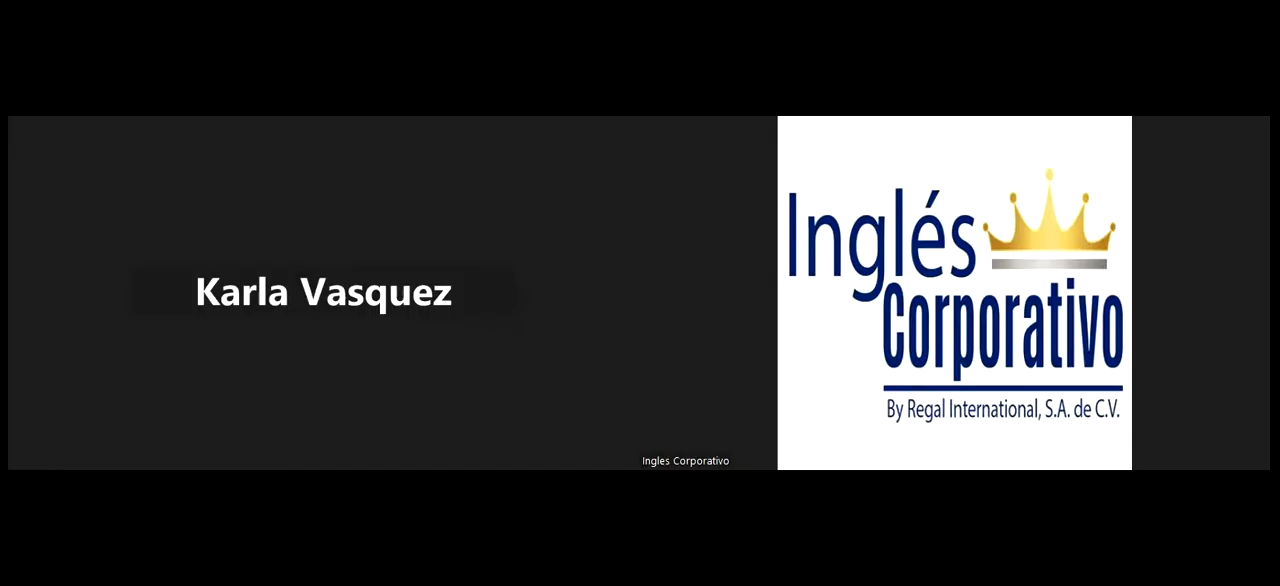 Karla Vasquez
Inglés
Corporativo
By Regal International, S.A. de C.V.
Ingles Corporativo